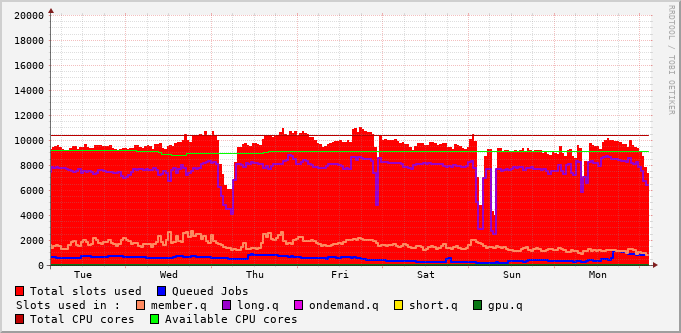 RRDTOOL / TOBI OETIKER
20000
18000
16000
14000
12000
10000
8000
6000
4000
2000
0
Tue Wed Thu Fri Sat Sun Mon
Total slots used Queued Jobs
Slots used in : member.q long.q ondemand.q short.q gpu.q
Total CPU cores Available CPU cores